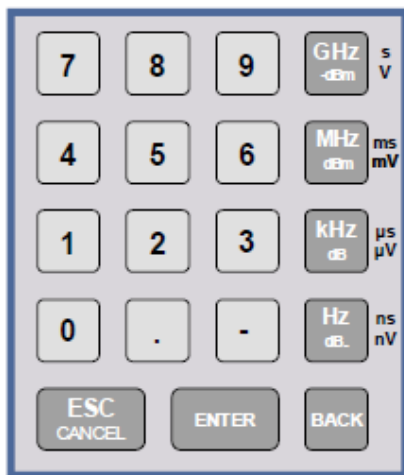 7 8 9 GHz s
-dBm V
4 5 6 MHz ms
dBm mV
1 2 3 kHz µs
dB µV
0 . - Hz ns
dB.. nV
ESC ENTER BACK
CANCEL